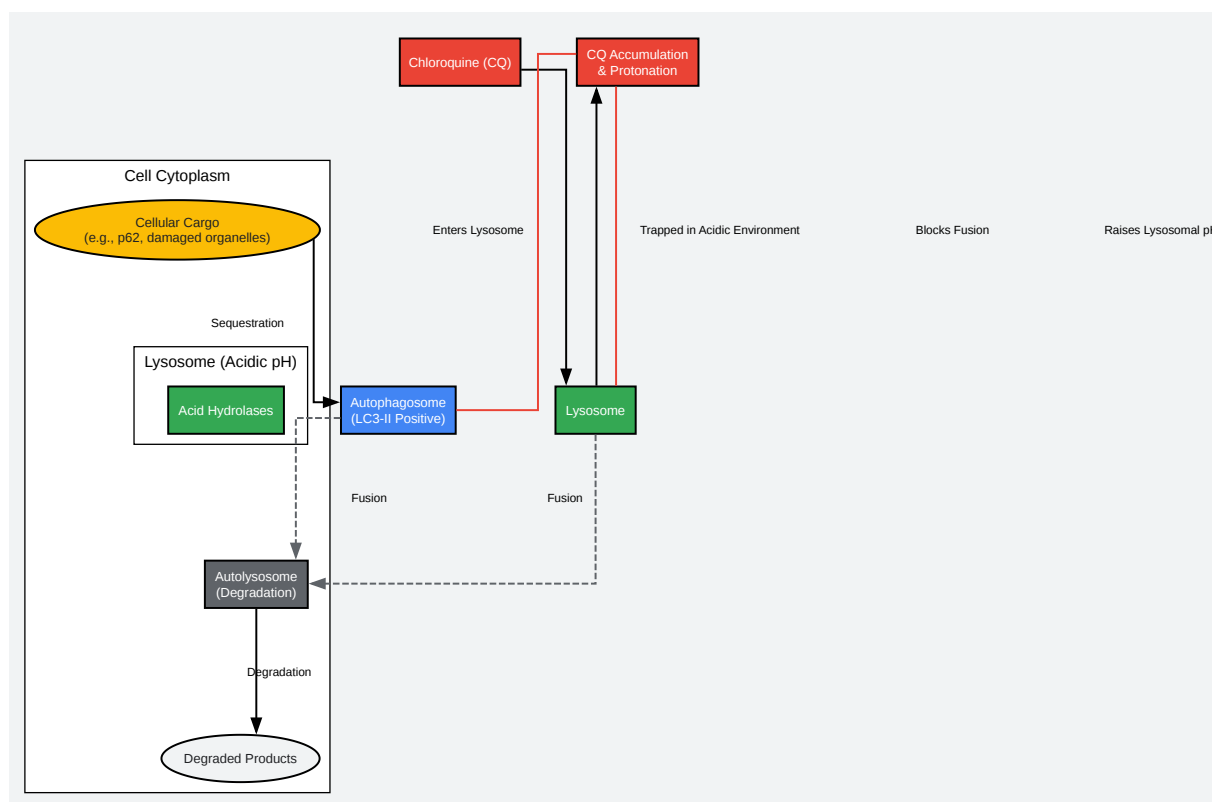 Chloroquine (CQ)
CQ Accumulation
& Protonation
Cell Cytoplasm
Cellular Cargo
(e.g., p62, damaged organelles)
Enters Lysosome
Trapped in Acidic Environment
Blocks Fusion
Raises Lysosomal pH
Sequestration
Lysosome (Acidic pH)
Acid Hydrolases
Autophagosome
(LC3-II Positive)
Lysosome
Fusion
Fusion
Autolysosome
(Degradation)
Degradation
Degraded Products